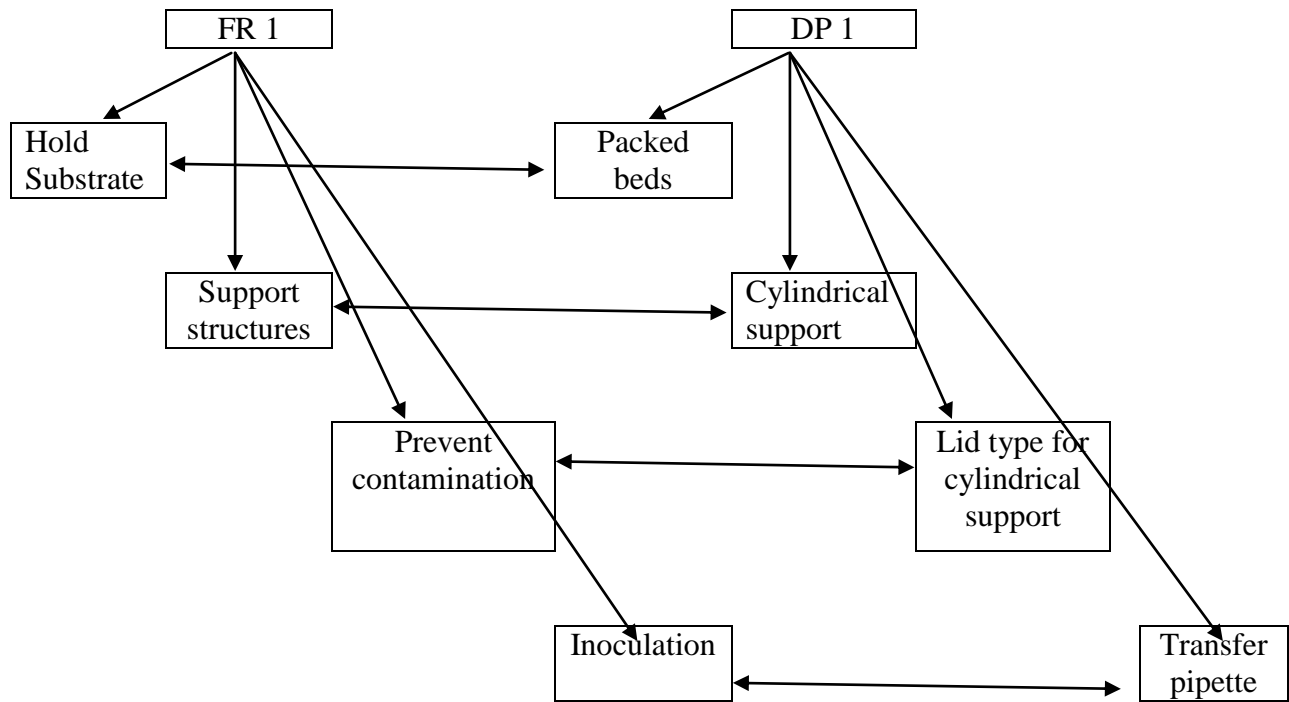 FR 1
DP 1
Hold
Substrate
Packed
beds
Support
structures
Cylindrical
support
Prevent
contamination
Lid type for
cylindrical
support
Inoculation
Transfer
pipette